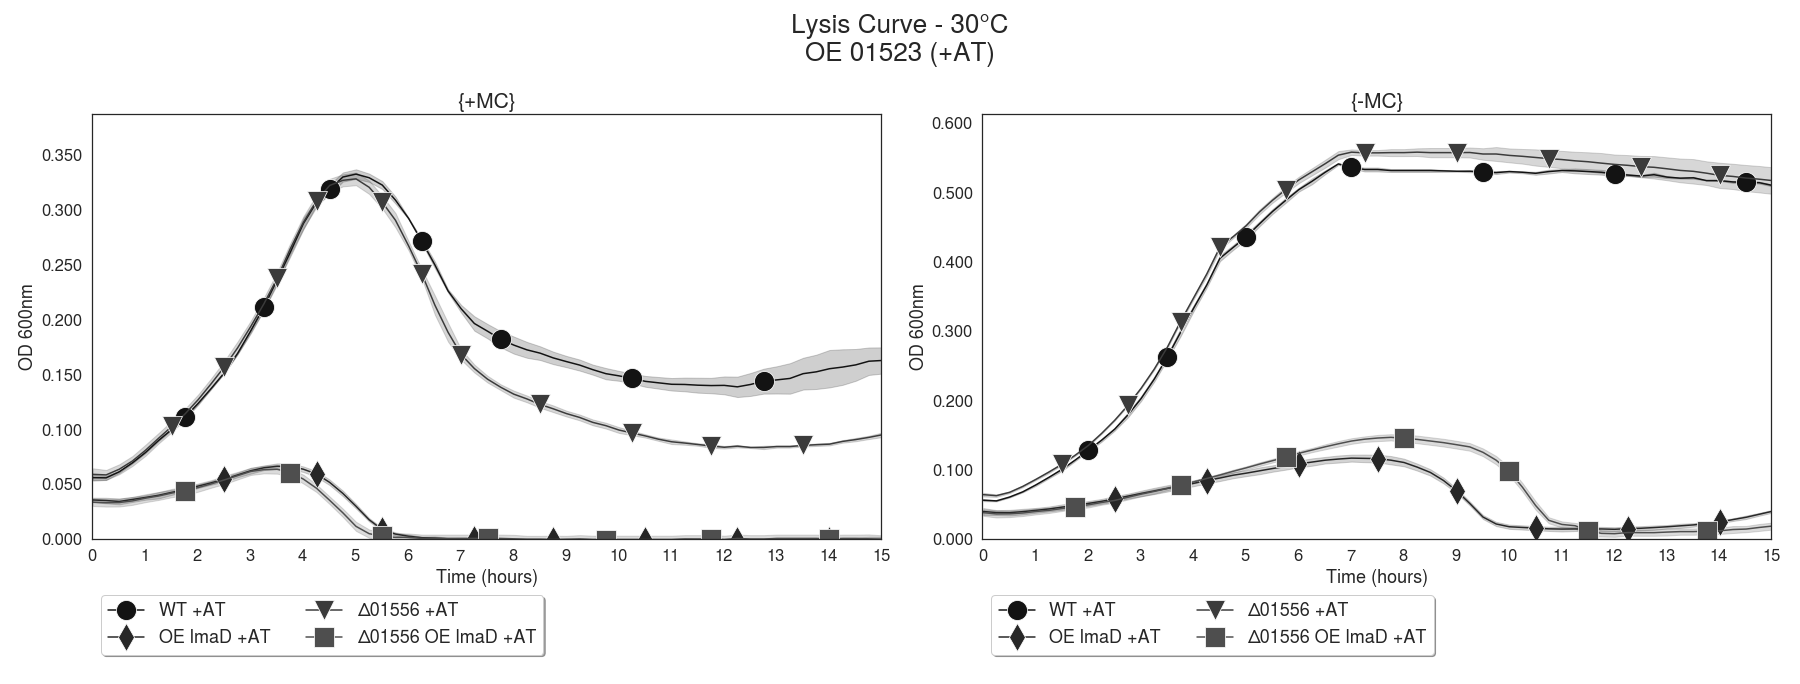 Lysis Curve - 30°C
OE 01523 (+AT)
{+MC}
0.350
0.300
0.250
0.200
0.150
0.100
0.050
0.000
OD 600nm
0 1 2 3 4 5 6 7 8 9 10 11 12 13 14 15
Time (hours)
WT +AT
OE lmaD +AT
Δ01556 +AT
Δ01556 OE lmaD +AT
{-MC}
0.600
0.500
0.400
0.300
0.200
0.100
0.000
OD 600nm
0 1 2 3 4 5 6 7 8 9 10 11 12 13 14 15
Time (hours)
WT +AT
OE lmaD +AT
Δ01556 +AT
Δ01556 OE lmaD +AT